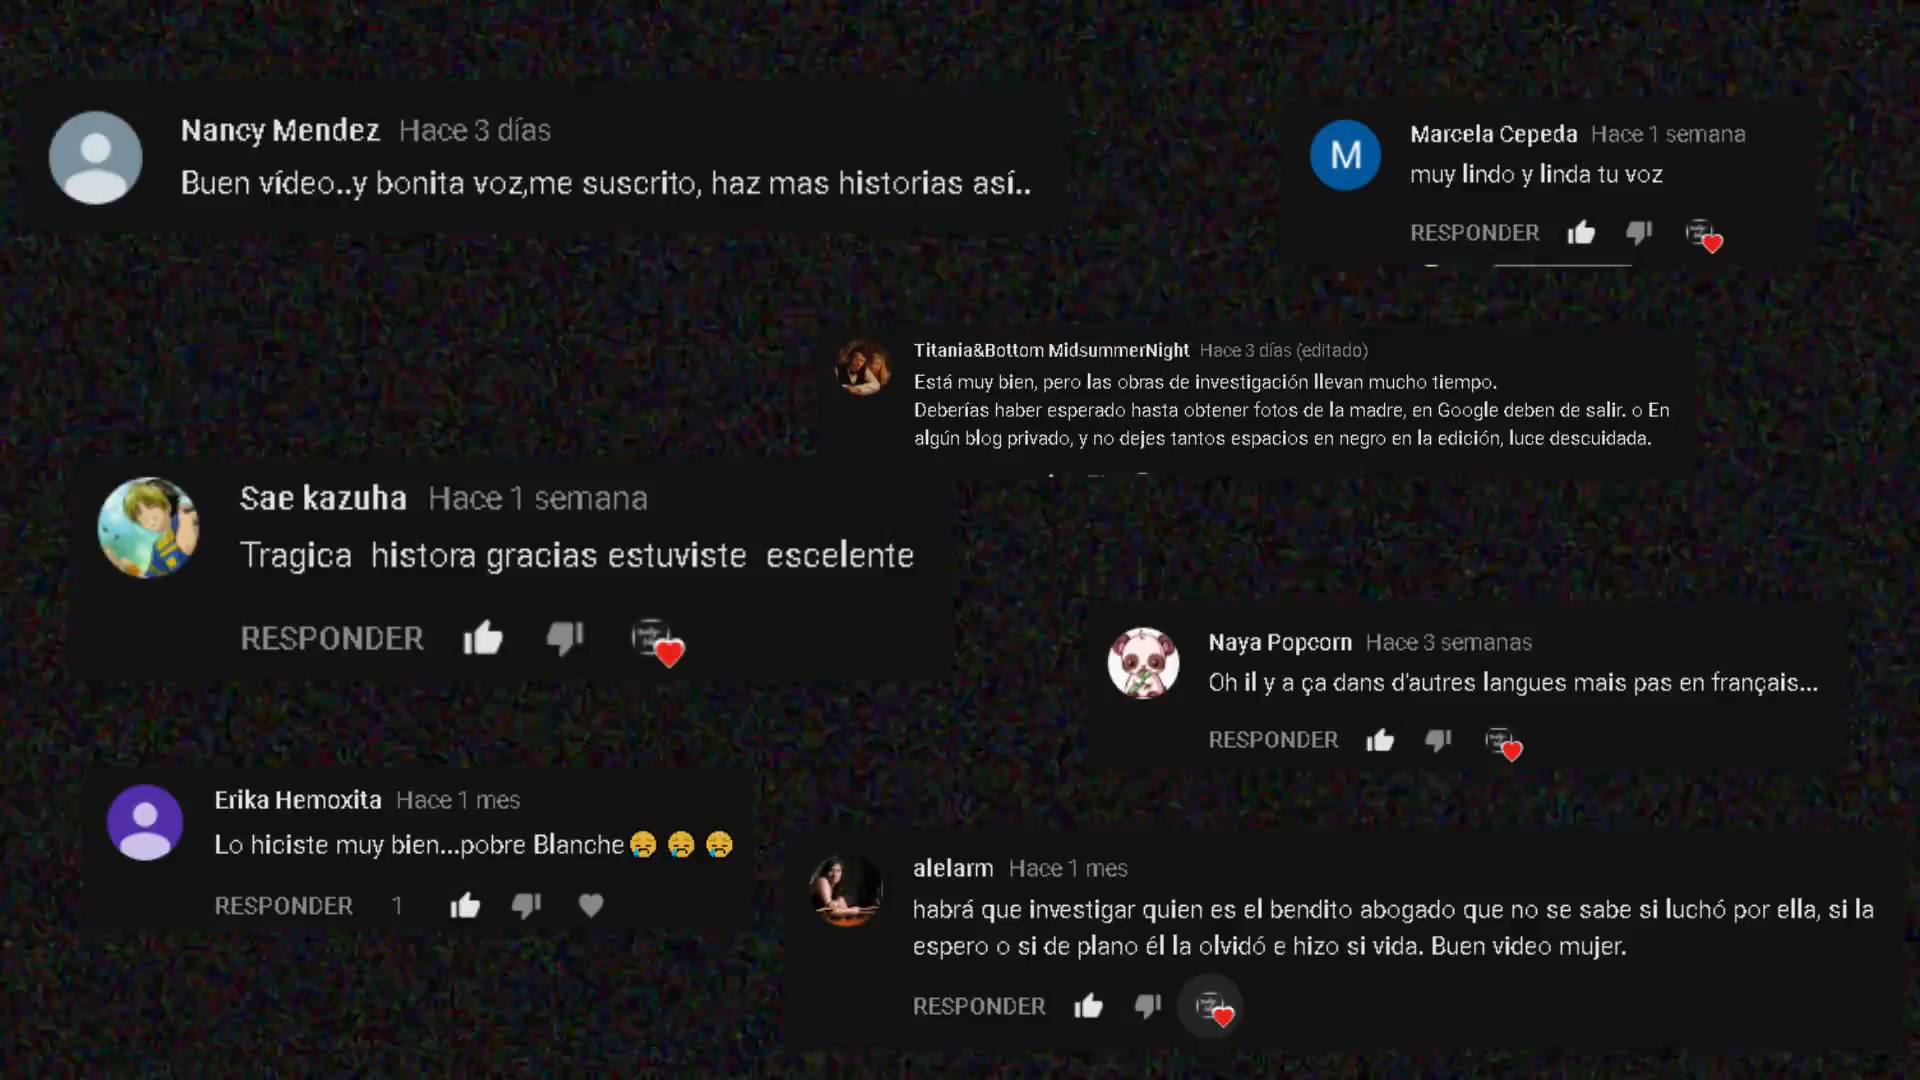 Nancy Mendez Hace 3 días
Buen vídeo..y bonita voz,me suscrito, haz mas historias así..
M
Marcela Cepeda Hace 1 semana
muy lindo y linda tu voz
RESPONDER
Titania&Bottom MidsummerNight Hace 3 días (editado)
Está muy bien, pero las obras de investigación llevan mucho tiempo.
Deberías haber esperado hasta obtener fotos de la madre, en Google deben de salir. o En
algún blog privado, y no dejes tantos espacios en negro en la edición, luce descuidada.
Sae kazuha Hace 1 semana
Tragica histora gracias estuviste escelente
RESPONDER
Naya Popcorn Hace 3 semanas
Oh il y a ça dans d'autres langues mais pas en français...
RESPONDER
Erika Hemoxita Hace 1 mes
Lo hiciste muy bien...pobre Blanche😢😢😢
RESPONDER 1
alelarm Hace 1 mes
habrá que investigar quien es el bendito abogado que no se sabe si luchó por ella, si la
espero o si de plano él la olvidó e hizo si vida. Buen video mujer.
RESPONDER